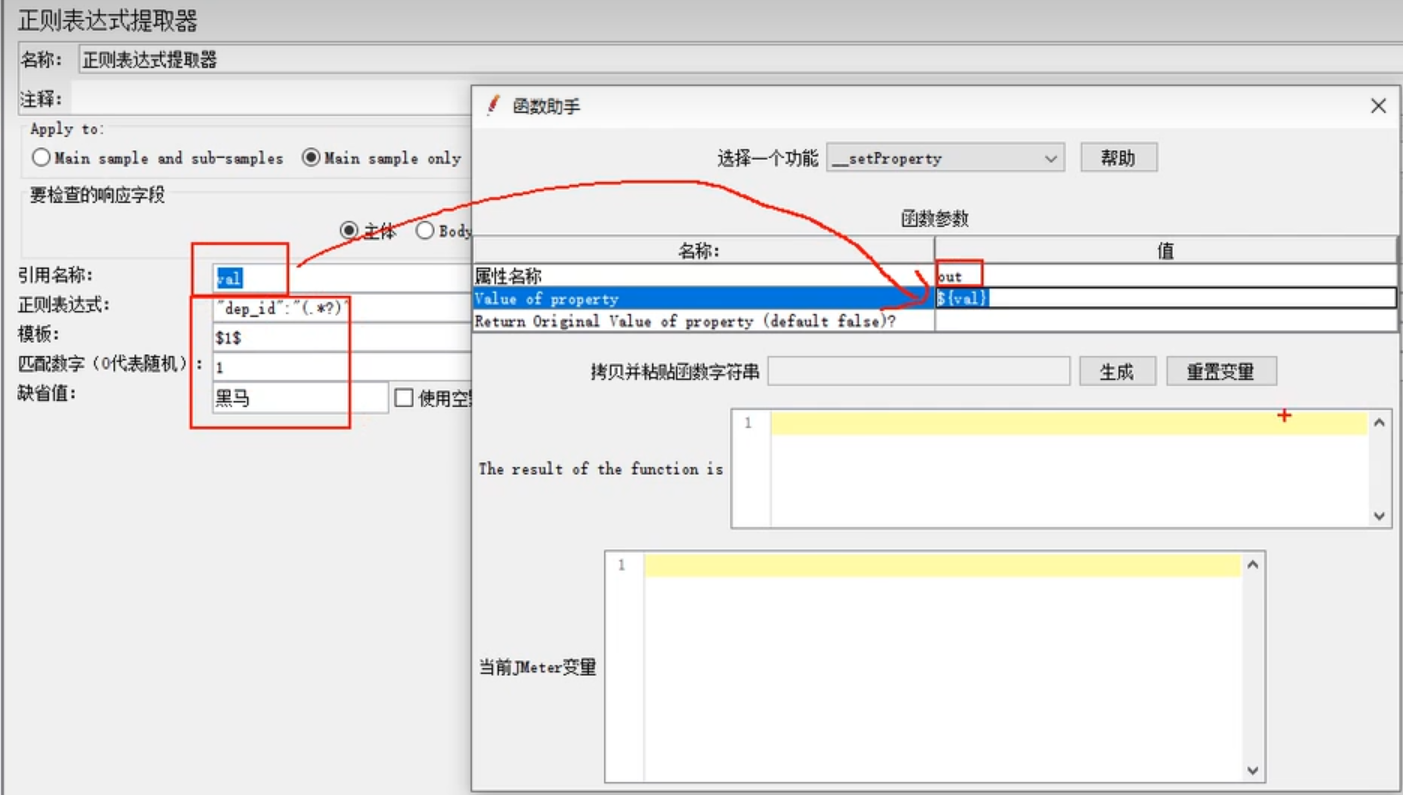 正则表达式提取器
名称: 正则表达式提取器
注释:
Apply to:
Main sample and sub-samples Main sample only
要检查的响应字段
主体 Body
引用名称: val
正则表达式: "dep_id":"(.*?)"
模板: $1$
匹配数字（0代表随机）: 1
缺省值: 黑马 使用空
函数助手
选择一个功能 __setProperty 帮助
函数参数
名称: 值
属性名称 out
Value of property ${val}
Return Original Value of property (default false)?
拷贝并粘贴函数字符串 生成 重置变量
1
The result of the function is
1
当前JMeter变量